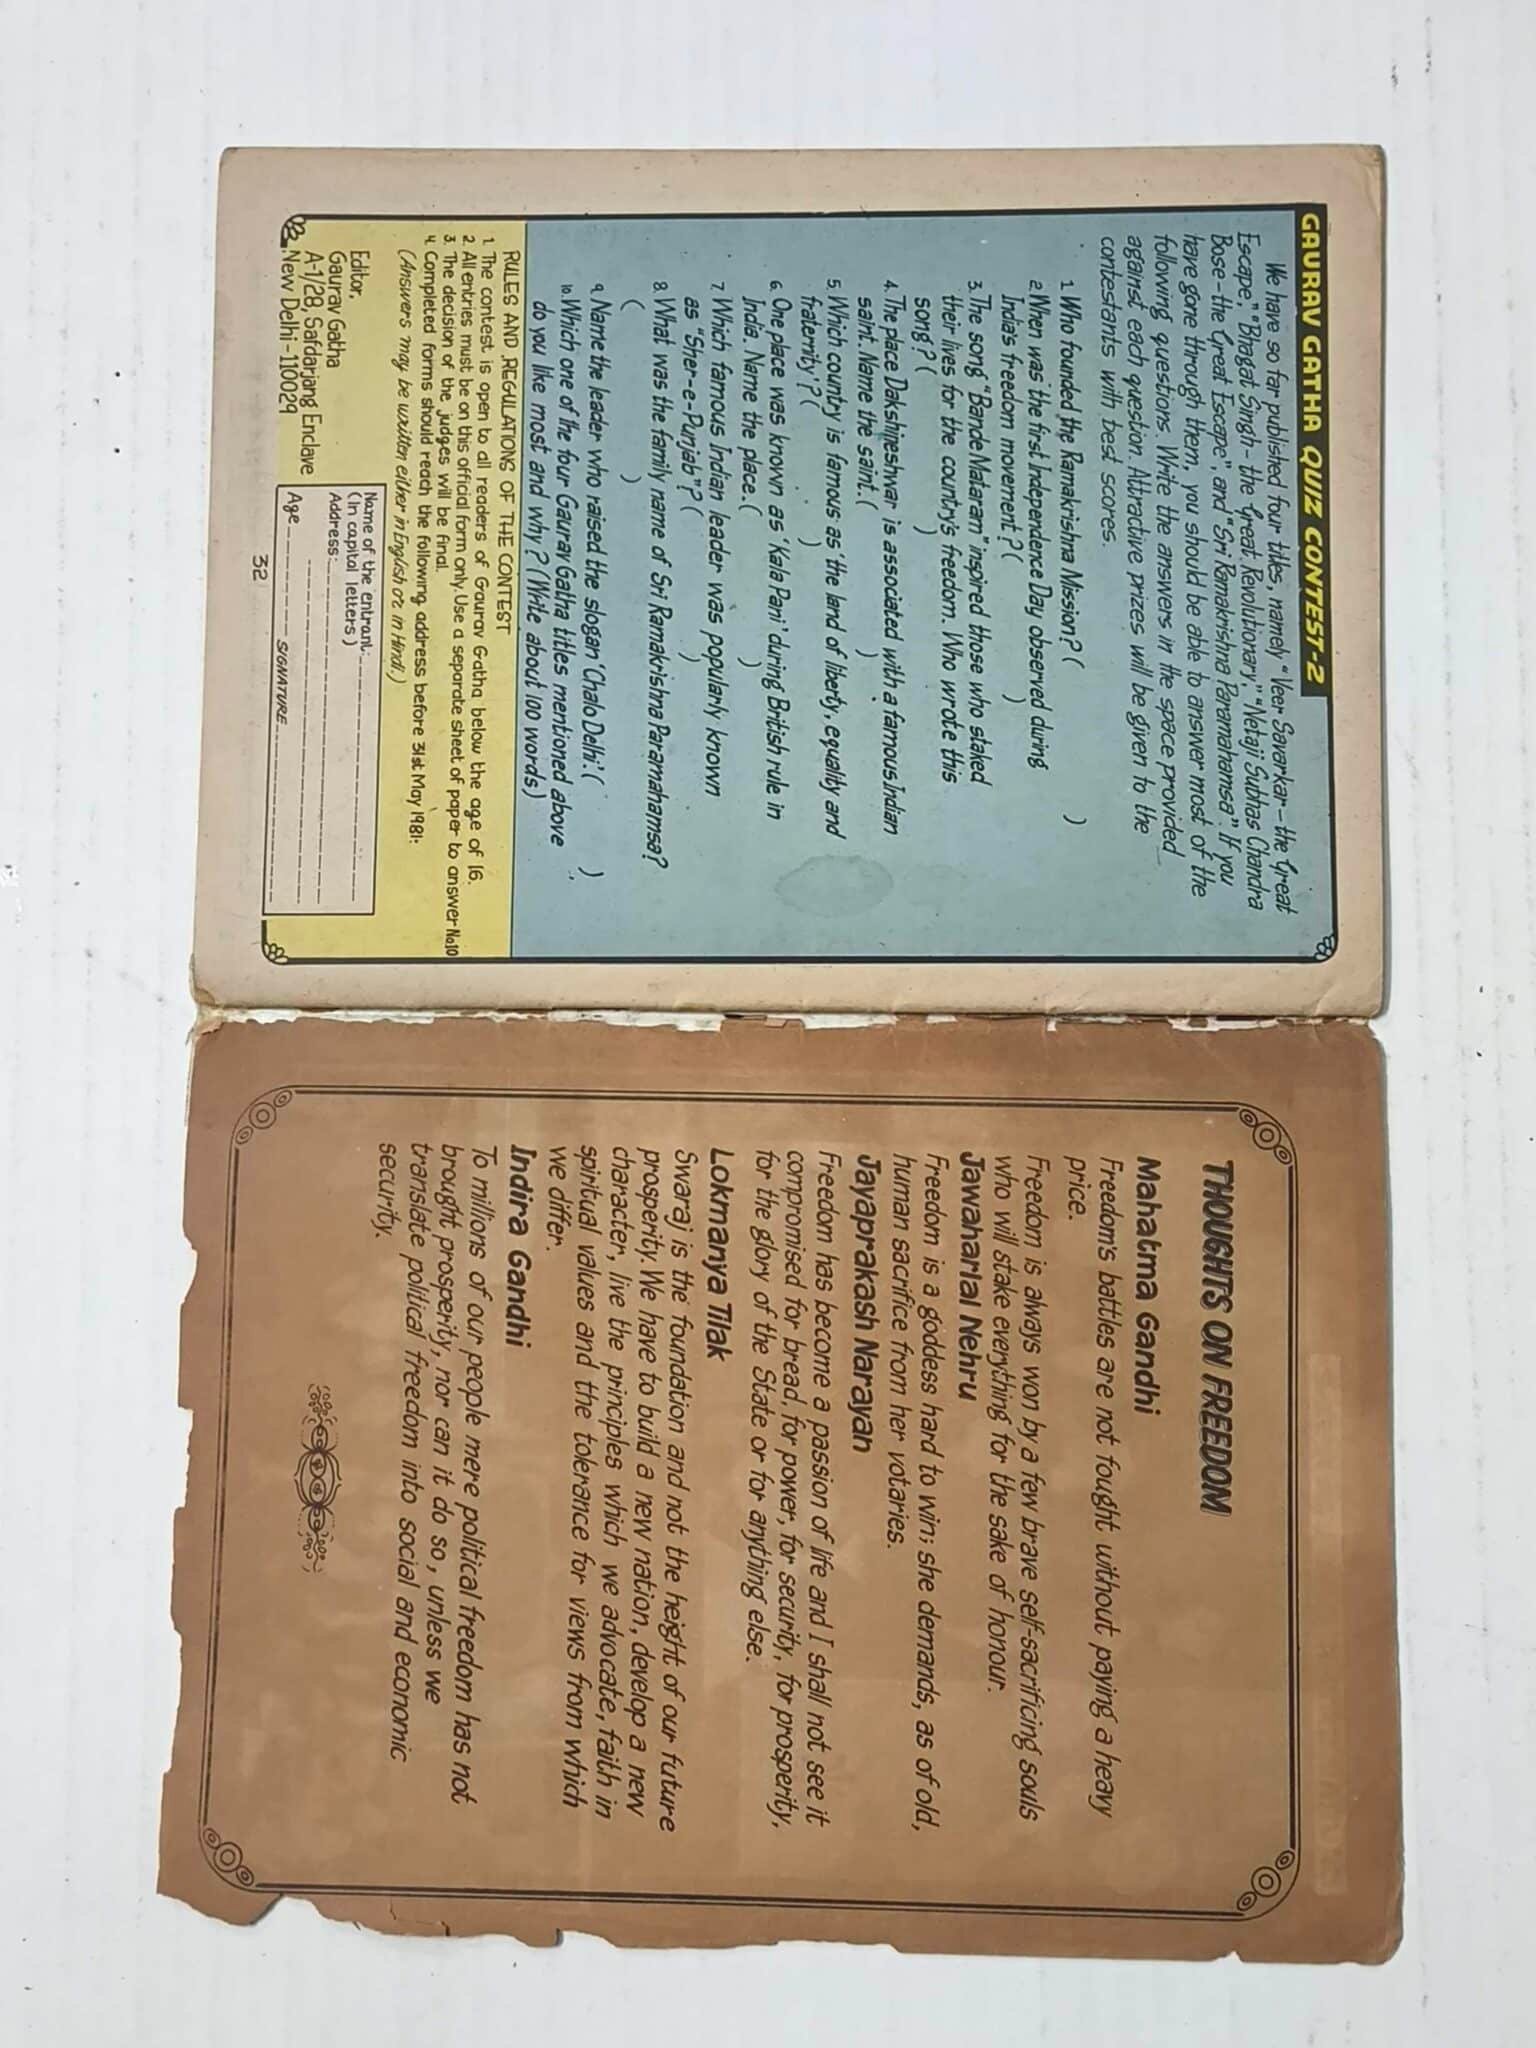 GAURAV GATHA QUIZ CONTEST-2
We have so far published four titles, namely "Veer Savarkar - the Great
Escape," "Bhagat Singh - the Great Revolutionary," "Netaji Subhas Chandra
Bose - the Great Escape", and "Sri Ramakrishna Paramahamsa". If you
have gone through them, you should be able to answer most of the
following questions. Write the answers in the space provided
against each question. Attractive prizes will be given to the
contestants with best scores.
1. Who founded the Ramakrishna Mission? ( )
2. When was the first Independence Day observed during
India's freedom movement? ( )
3. The song "Bande Mataram" inspired those who staked
their lives for the country's freedom. Who wrote this
song? ( )
4. The place Dakshineshwar is associated with a famous Indian
saint. Name the saint. ( )
5. Which country is famous as 'the land of liberty, equality and
fraternity'? ( )
6. One place was known as 'Kala Pani' during British rule in
India. Name the place. ( )
7. Which famous Indian leader was popularly known
as "Sher-e-Punjab"? ( )
8. What was the family name of Sri Ramakrishna Paramahamsa?
( )
9. Name the leader who raised the slogan 'Chalo Delhi.' ( )
10. Which one of the four Gaurav Gatha titles mentioned above
do you like most and why? (Write about 100 words)
RULES AND REGULATIONS OF THE CONTEST
1. The contest is open to all readers of Gaurav Gatha below the age of 16.
2. All entries must be on this official form only. Use a separate sheet of paper to answer No10
3. The decision of the judges will be final.
4. Completed forms should reach the following address before 31st May 1981:
(Answers may be written either in English or in Hindi.)
Editor,
Gaurav Gatha
A-1/28, Safdarjang Enclave
New Delhi - 110029
Name of the entrant:
(In capital letters)
Address:
Age SIGNATURE
32
THOUGHTS ON FREEDOM
Mahatma Gandhi
Freedom's battles are not fought without paying a heavy
price.
Freedom is always won by a few brave self-sacrificing souls
who will stake everything for the sake of honour.
Jawaharlal Nehru
Freedom is a goddess hard to win; she demands, as of old,
human sacrifice from her votaries.
Jayaprakash Narayan
Freedom has become a passion of life and I shall not see it
compromised for bread, for power, for security, for prosperity,
for the glory of the State or for anything else.
Lokmanya Tilak
Swaraj is the foundation and not the height of our future
prosperity. We have to build a new nation, develop a new
character, live the principles which we advocate, faith in
spiritual values and the tolerance for views from which
we differ.
Indira Gandhi
To millions of our people mere political freedom has not
brought prosperity, nor can it do so, unless we
translate political freedom into social and economic
security.